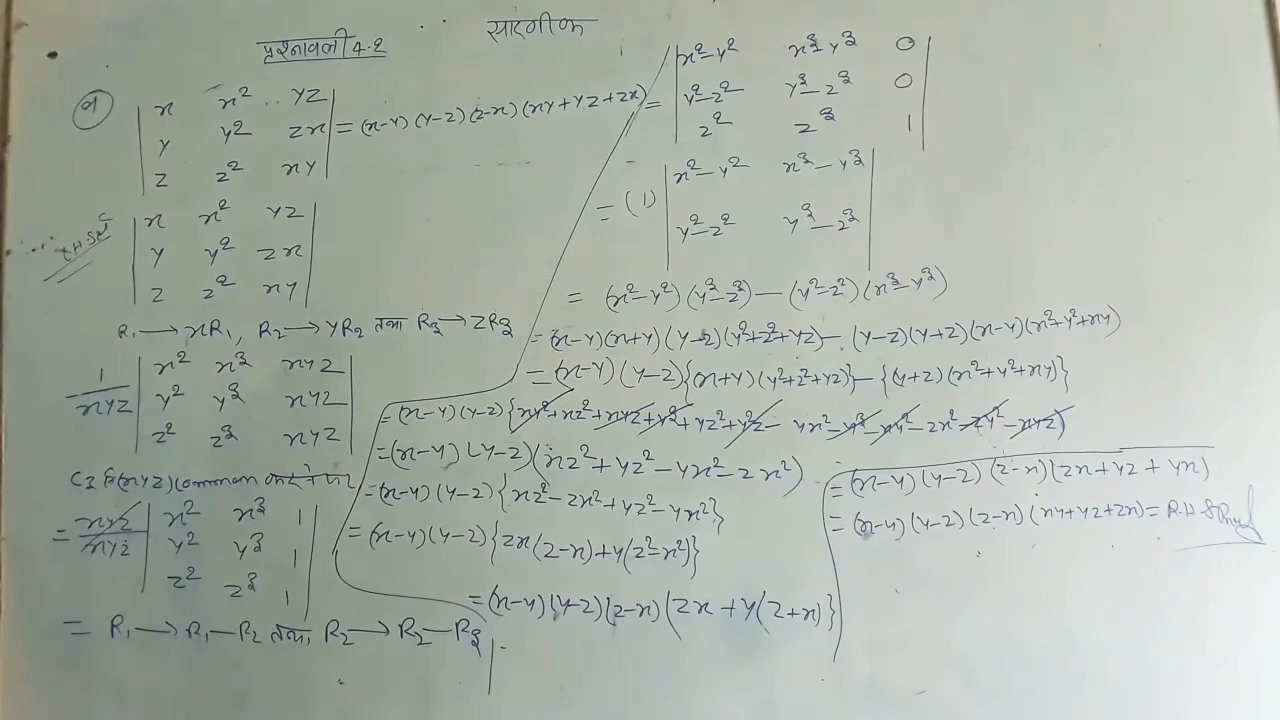 सारणीक
प्रश्नावली 4.2
९
| x x² yz |
| y y² zx | = (x-y) (y-z) (z-x) (xy+yz+zx)
| z z² xy |
L.H.S
| x x² yz |
| y y² zx |
| z z² xy |
R₁ → xR₁, R₂ → yR₂ तथा R₃ → zR₃
1/xyz | x² x³ xyz |
| y² y³ xyz |
| z² z³ xyz |
C₃ से (xyz) common करने पर
= xyz/xyz | x² x³ 1 |
| y² y³ 1 |
| z² z³ 1 |
= R₁ → R₁-R₂ तथा R₂ → R₂-R₃
= | x²-y² x³-y³ 0 |
| y²-z² y³-z³ 0 |
| z² z³ 1 |
= (1) | x²-y² x³-y³ |
| y²-z² y³-z³ |
= (x²-y²) (y³-z³) - (y²-z²) (x³-y³)
= (x-y)(x+y) (y-z)(y²+z²+yz) - (y-z)(y+z)(x-y)(x²+y²+xy)
= (x-y) (y-z) {(x+y) (y²+z²+yz)} - {(y+z) (x²+y²+xy)}
= (x-y) (y-z) {xy²+xz²+xyz+y³+yz²+y²z - yx²-y³-xy²-zx²-zy²-xyz)
= (x-y) (y-z) (xz²+yz²-yx²-zx²)
= (x-y) (y-z) {xz²-zx²+yz²-yx²}
= (x-y) (y-z) {zx(z-x)+y(z²-x²)}
= (x-y) (y-z) (z-x) (zx+y(z+x)}
= (x-y) (y-z) (z-x) (zx+yz+yx)
= (x-y) (y-z) (z-x) (xy+yz+zx) = R.H.S